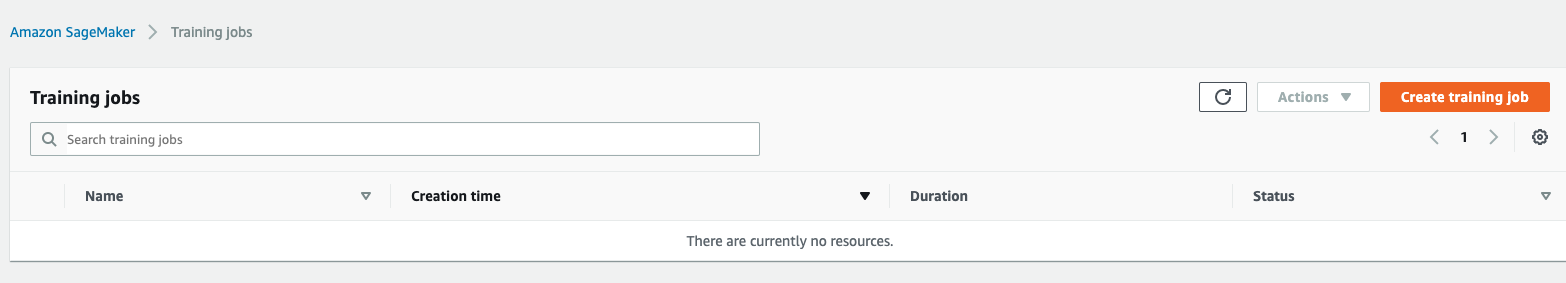 Amazon SageMaker > Training jobs
Training jobs
Actions
Create training job
Search training jobs
1
Name
Creation time
Duration
Status
There are currently no resources.